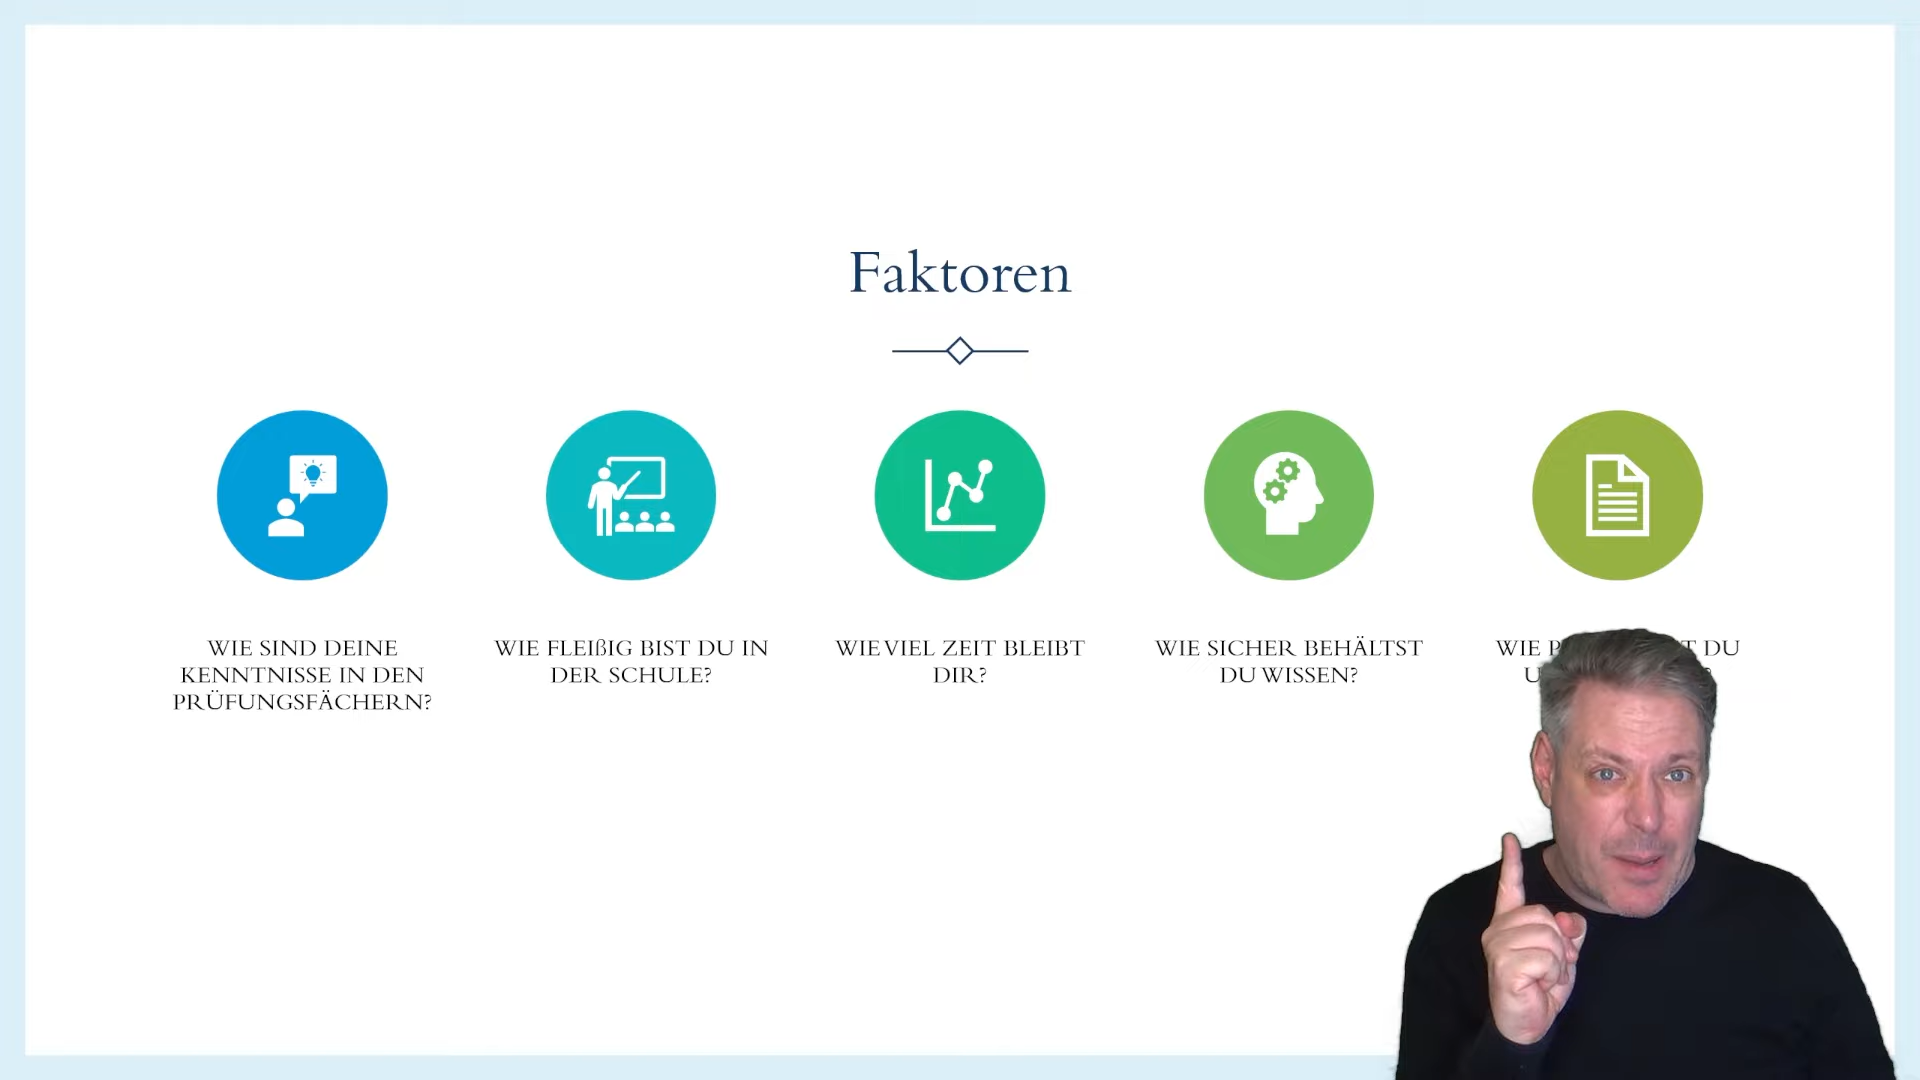 Faktoren
WIE SIND DEINE
KENNTNISSE IN DEN
PRÜFUNGSFÄCHERN?
WIE FLEIßIG BIST DU IN
DER SCHULE?
WIE VIEL ZEIT BLEIBT
DIR?
WIE SICHER BEHÄLTST
DU WISSEN?
WIE DU